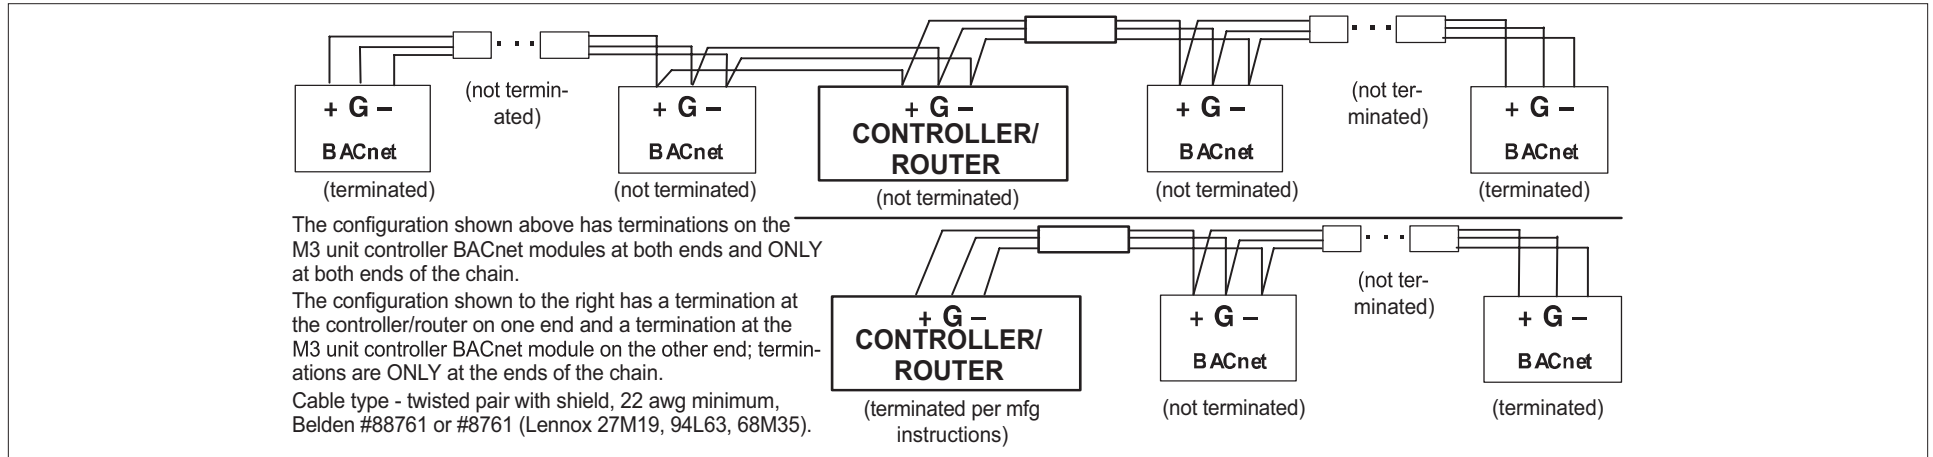 (not termin-
ated)
(not ter-
minated)
+ G –
BACnet
(terminated)
+ G –
BACnet
(not terminated)
+ G –
CONTROLLER/
ROUTER
(not terminated)
+ G –
BACnet
(not terminated)
+ G –
BACnet
(terminated)
The configuration shown above has terminations on the
M3 unit controller BACnet modules at both ends and ONLY
at both ends of the chain.
The configuration shown to the right has a termination at
the controller/router on one end and a termination at the
M3 unit controller BACnet module on the other end; termin-
ations are ONLY at the ends of the chain.
Cable type - twisted pair with shield, 22 awg minimum,
Belden #88761 or #8761 (Lennox 27M19, 94L63, 68M35).
(not ter-
minated)
+ G –
CONTROLLER/
ROUTER
(terminated per mfg
instructions)
+ G –
BACnet
(not terminated)
+ G –
BACnet
(terminated)